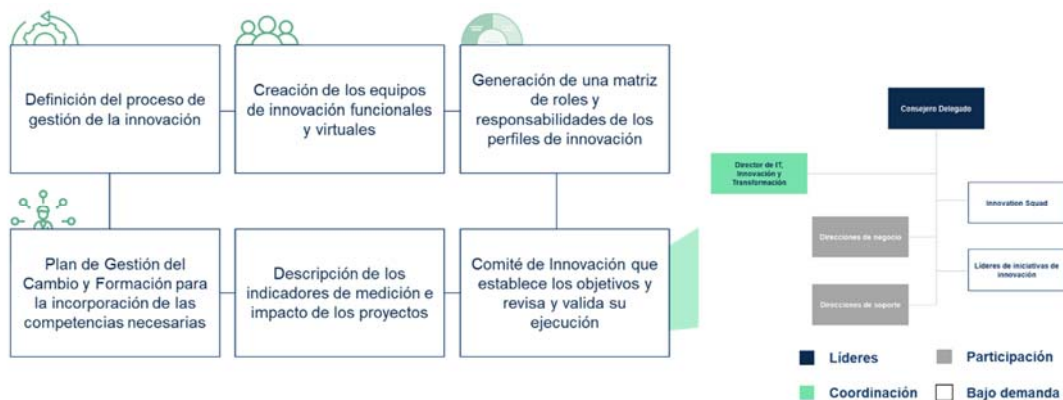 Definición del proceso de
gestión de la innovación
Creación de los equipos
de innovación funcionales
y virtuales
Generación de una matriz
de roles y
responsabilidades de los
perfiles de innovación
Plan de Gestión del
Cambio y Formación para
la incorporación de las
competencias necesarias
Descripción de los
indicadores de medición e
impacto de los proyectos
Comité de Innovación que
establece los objetivos y
revisa y valida su
ejecución
Consejero Delegado
Director de IT,
Innovación y
Transformación
Innovation Squad
Direcciones de negocio
Líderes de iniciativas de
innovación
Direcciones de soporte
Líderes
Participación
Coordinación
Bajo demanda